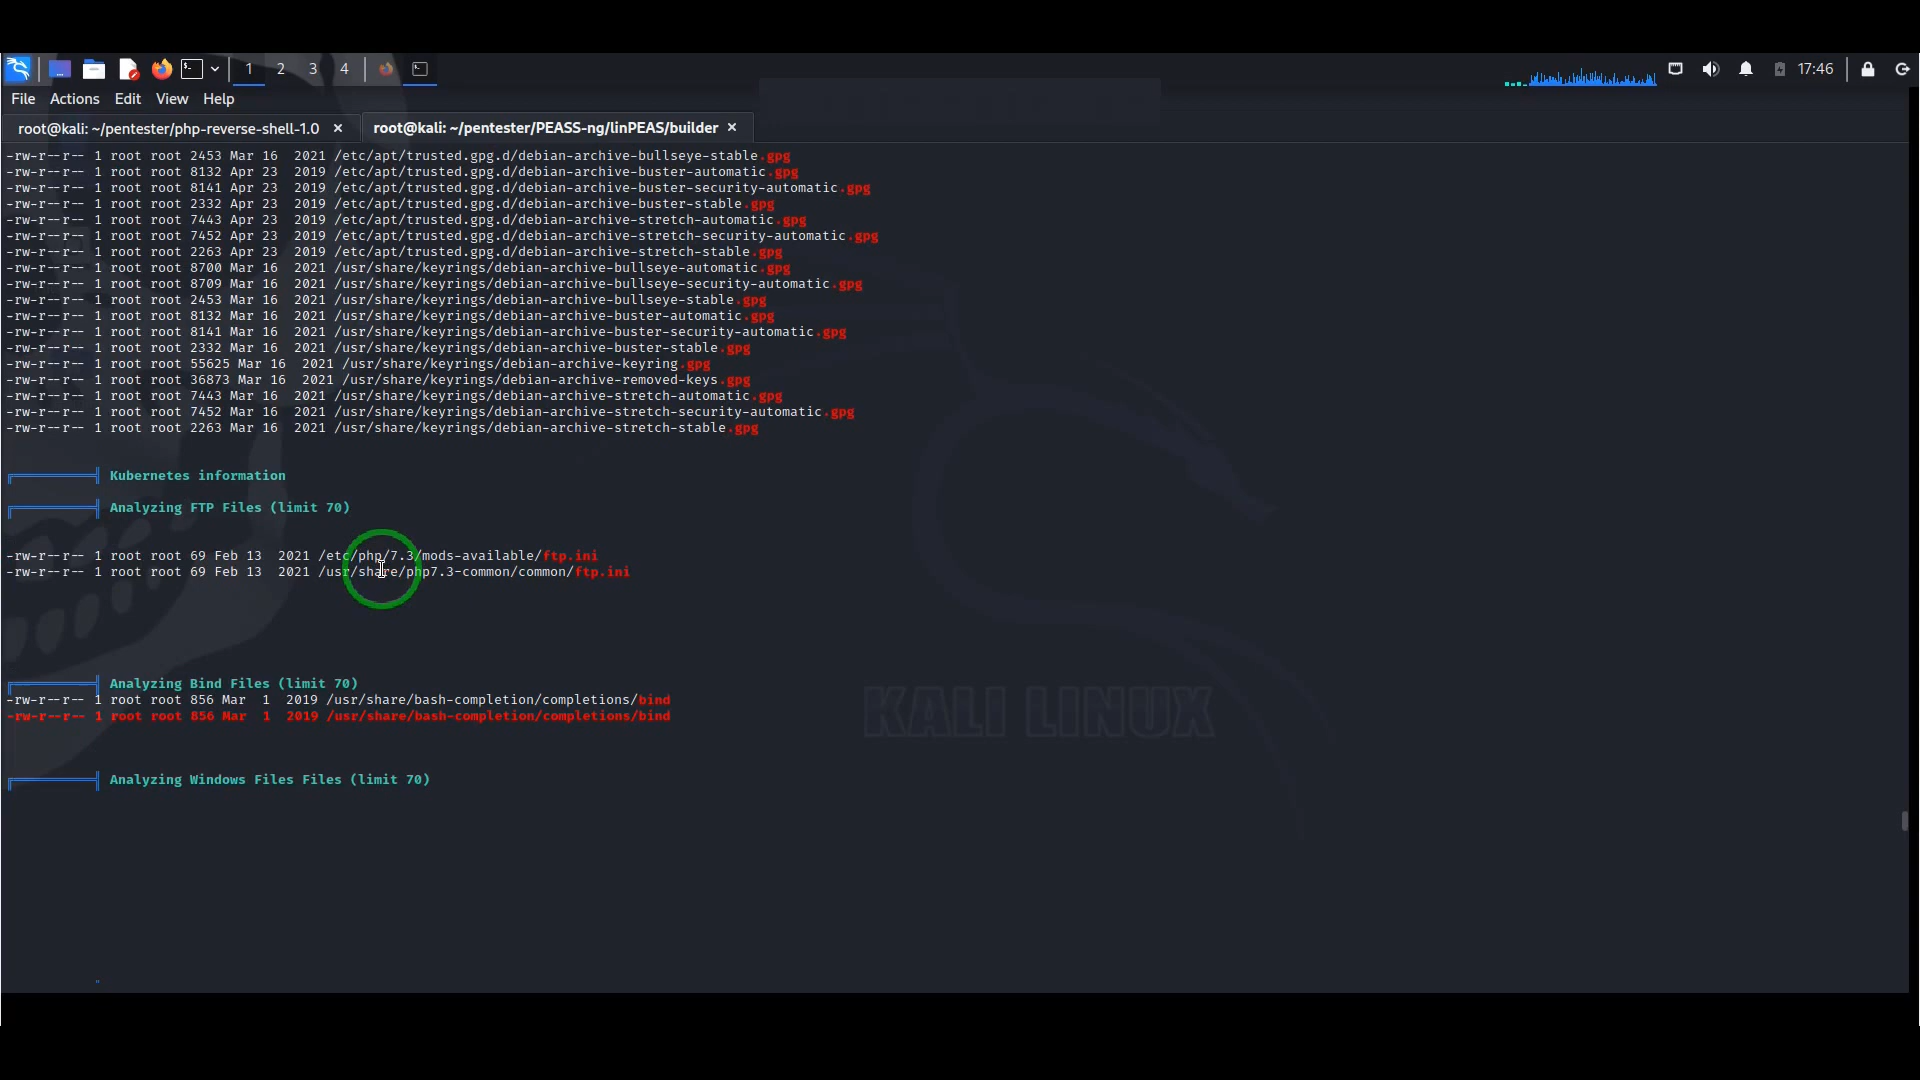 1 2 3 4 17:46
File Actions Edit View Help
root@kali: ~/pentester/php-reverse-shell-1.0 × root@kali: ~/pentester/PEASS-ng/linPEAS/builder ×
-rw-r--r-- 1 root root 2453 Mar 16  2021 /etc/apt/trusted.gpg.d/debian-archive-bullseye-stable.gpg
-rw-r--r-- 1 root root 8132 Apr 23  2019 /etc/apt/trusted.gpg.d/debian-archive-buster-automatic.gpg
-rw-r--r-- 1 root root 8141 Apr 23  2019 /etc/apt/trusted.gpg.d/debian-archive-buster-security-automatic.gpg
-rw-r--r-- 1 root root 2332 Apr 23  2019 /etc/apt/trusted.gpg.d/debian-archive-buster-stable.gpg
-rw-r--r-- 1 root root 7443 Apr 23  2019 /etc/apt/trusted.gpg.d/debian-archive-stretch-automatic.gpg
-rw-r--r-- 1 root root 7452 Apr 23  2019 /etc/apt/trusted.gpg.d/debian-archive-stretch-security-automatic.gpg
-rw-r--r-- 1 root root 2263 Apr 23  2019 /etc/apt/trusted.gpg.d/debian-archive-stretch-stable.gpg
-rw-r--r-- 1 root root 8700 Mar 16  2021 /usr/share/keyrings/debian-archive-bullseye-automatic.gpg
-rw-r--r-- 1 root root 8709 Mar 16  2021 /usr/share/keyrings/debian-archive-bullseye-security-automatic.gpg
-rw-r--r-- 1 root root 2453 Mar 16  2021 /usr/share/keyrings/debian-archive-bullseye-stable.gpg
-rw-r--r-- 1 root root 8132 Mar 16  2021 /usr/share/keyrings/debian-archive-buster-automatic.gpg
-rw-r--r-- 1 root root 8141 Mar 16  2021 /usr/share/keyrings/debian-archive-buster-security-automatic.gpg
-rw-r--r-- 1 root root 2332 Mar 16  2021 /usr/share/keyrings/debian-archive-buster-stable.gpg
-rw-r--r-- 1 root root 55625 Mar 16  2021 /usr/share/keyrings/debian-archive-keyring.gpg
-rw-r--r-- 1 root root 36873 Mar 16  2021 /usr/share/keyrings/debian-archive-removed-keys.gpg
-rw-r--r-- 1 root root 7443 Mar 16  2021 /usr/share/keyrings/debian-archive-stretch-automatic.gpg
-rw-r--r-- 1 root root 7452 Mar 16  2021 /usr/share/keyrings/debian-archive-stretch-security-automatic.gpg
-rw-r--r-- 1 root root 2263 Mar 16  2021 /usr/share/keyrings/debian-archive-stretch-stable.gpg
Kubernetes information
Analyzing FTP Files (limit 70)
-rw-r--r-- 1 root root 69 Feb 13  2021 /etc/php/7.3/mods-available/ftp.ini
-rw-r--r-- 1 root root 69 Feb 13  2021 /usr/share/php7.3-common/common/ftp.ini
Analyzing Bind Files (limit 70)
-rw-r--r-- 1 root root 856 Mar  1  2019 /usr/share/bash-completion/completions/bind
-rw-r--r-- 1 root root 856 Mar  1  2019 /usr/share/bash-completion/completions/bind
KALI LINUX
Analyzing Windows Files Files (limit 70)